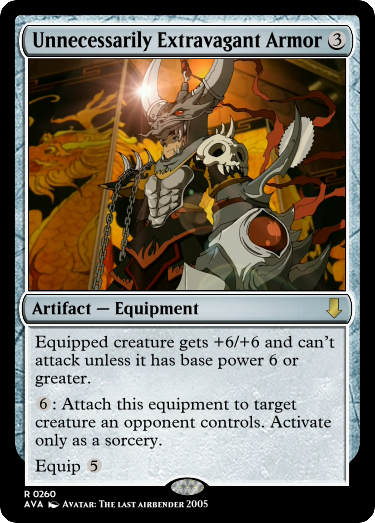 Unnecessarily Extravagant Armor 3
Artifact — Equipment
Equipped creature gets +6/+6 and can't
attack unless it has base power 6 or
greater.
6: Attach this equipment to target
creature an opponent controls. Activate
only as a sorcery.
Equip 5
R 0260
AVA Avatar: The last airbender 2005